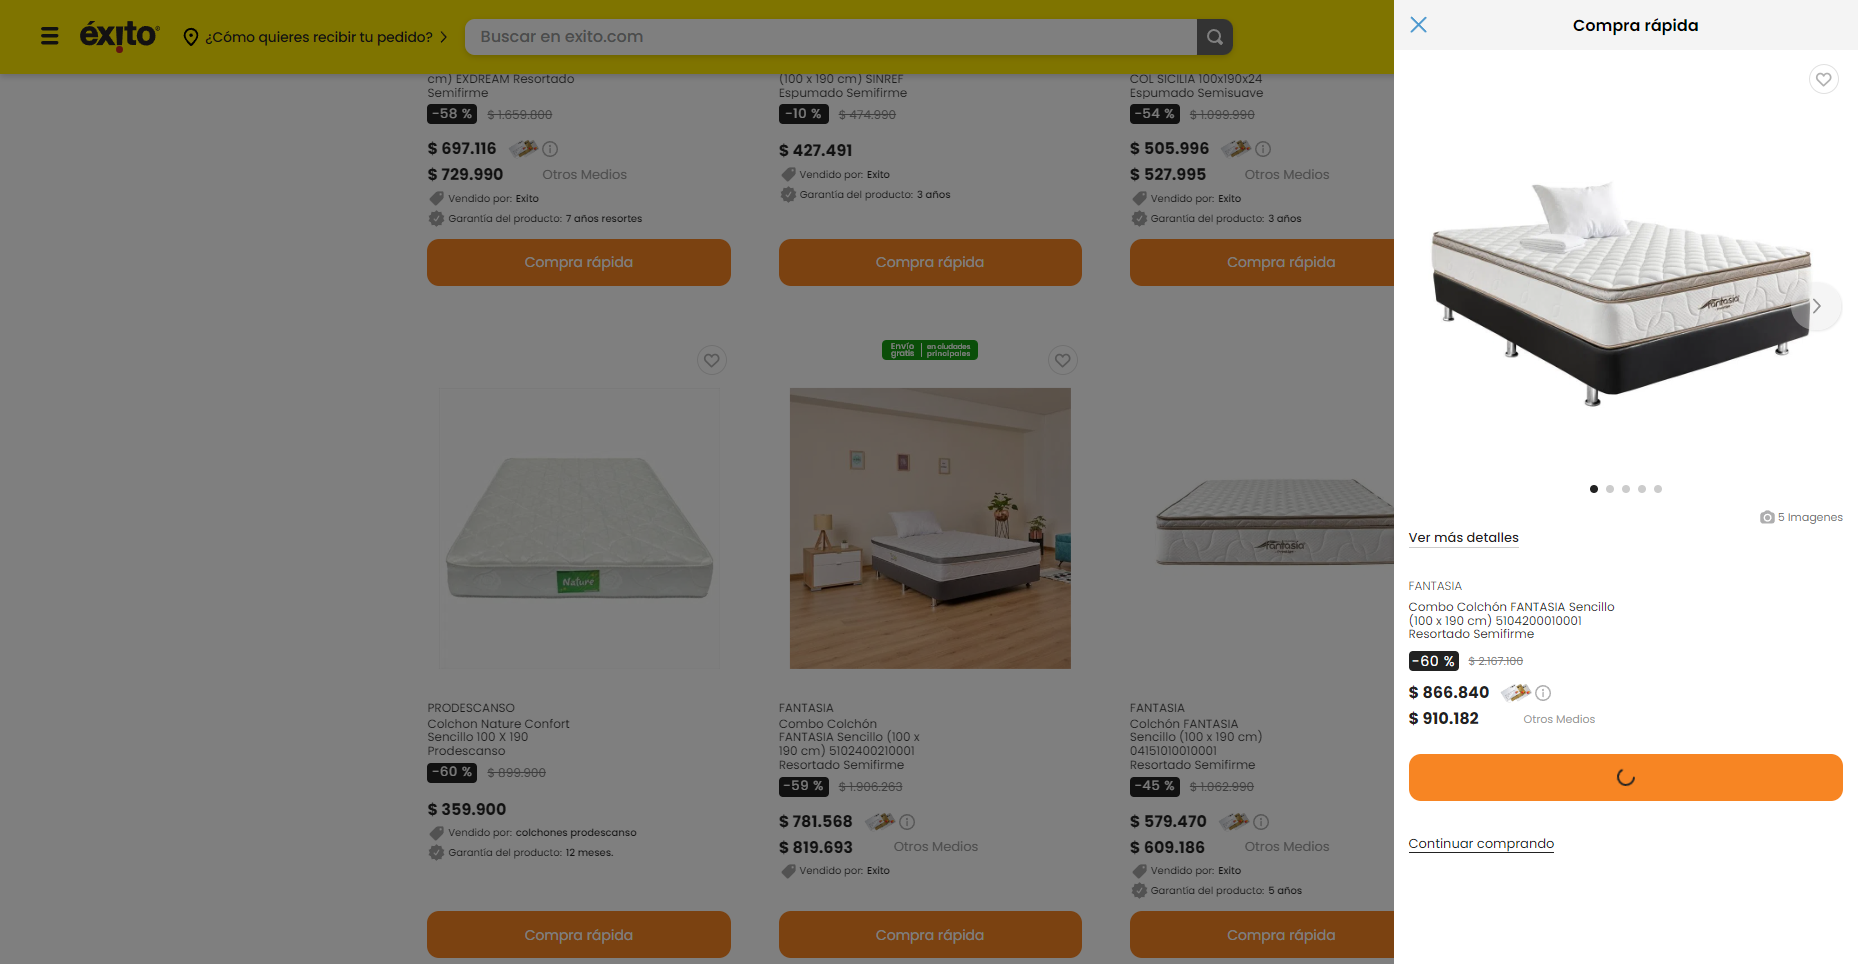 éxito
¿Cómo quieres recibir tu pedido?
Buscar en exito.com
cm) EXDREAM Resortado
Semifirme
-58 % $ 1.659.800
$ 697.116
$ 729.990 Otros Medios
Vendido por: Exito
Garantía del producto: 7 años resortes
Compra rápida
(100 x 190 cm) SINREF
Espumado Semifirme
-10 % $ 474.990
$ 427.491
Vendido por: Exito
Garantía del producto: 3 años
Compra rápida
COL SICILIA 100x190x24
Espumado Semisuave
-54 % $ 1.099.990
$ 505.996
$ 527.995 Otros Medios
Vendido por: Exito
Garantía del producto: 3 años
Compra rápida
Nature
PRODESCANSO
Colchon Nature Confort
Sencillo 100 X 190
Prodescanso
-60 % $ 899.900
$ 359.900
Vendido por: colchones prodescanso
Garantía del producto: 12 meses.
Compra rápida
Envío gratis | en ciudades principales
FANTASIA
Combo Colchón
FANTASIA Sencillo (100 x
190 cm) 5102400210001
Resortado Semifirme
-59 % $ 1.906.263
$ 781.568
$ 819.693 Otros Medios
Vendido por: Exito
Compra rápida
fantasia
FANTASIA
Colchón FANTASIA
Sencillo (100 x 190 cm)
04151010010001
Resortado Semifirme
-45 % $ 1.062.990
$ 579.470
$ 609.186 Otros Medios
Vendido por: Exito
Garantía del producto: 5 años
Compra rápida
Compra rápida
fantasia
5 Imagenes
Ver más detalles
FANTASIA
Combo Colchón FANTASIA Sencillo
(100 x 190 cm) 5104200010001
Resortado Semifirme
-60 % $ 2.167.100
$ 866.840
$ 910.182 Otros Medios
Continuar comprando